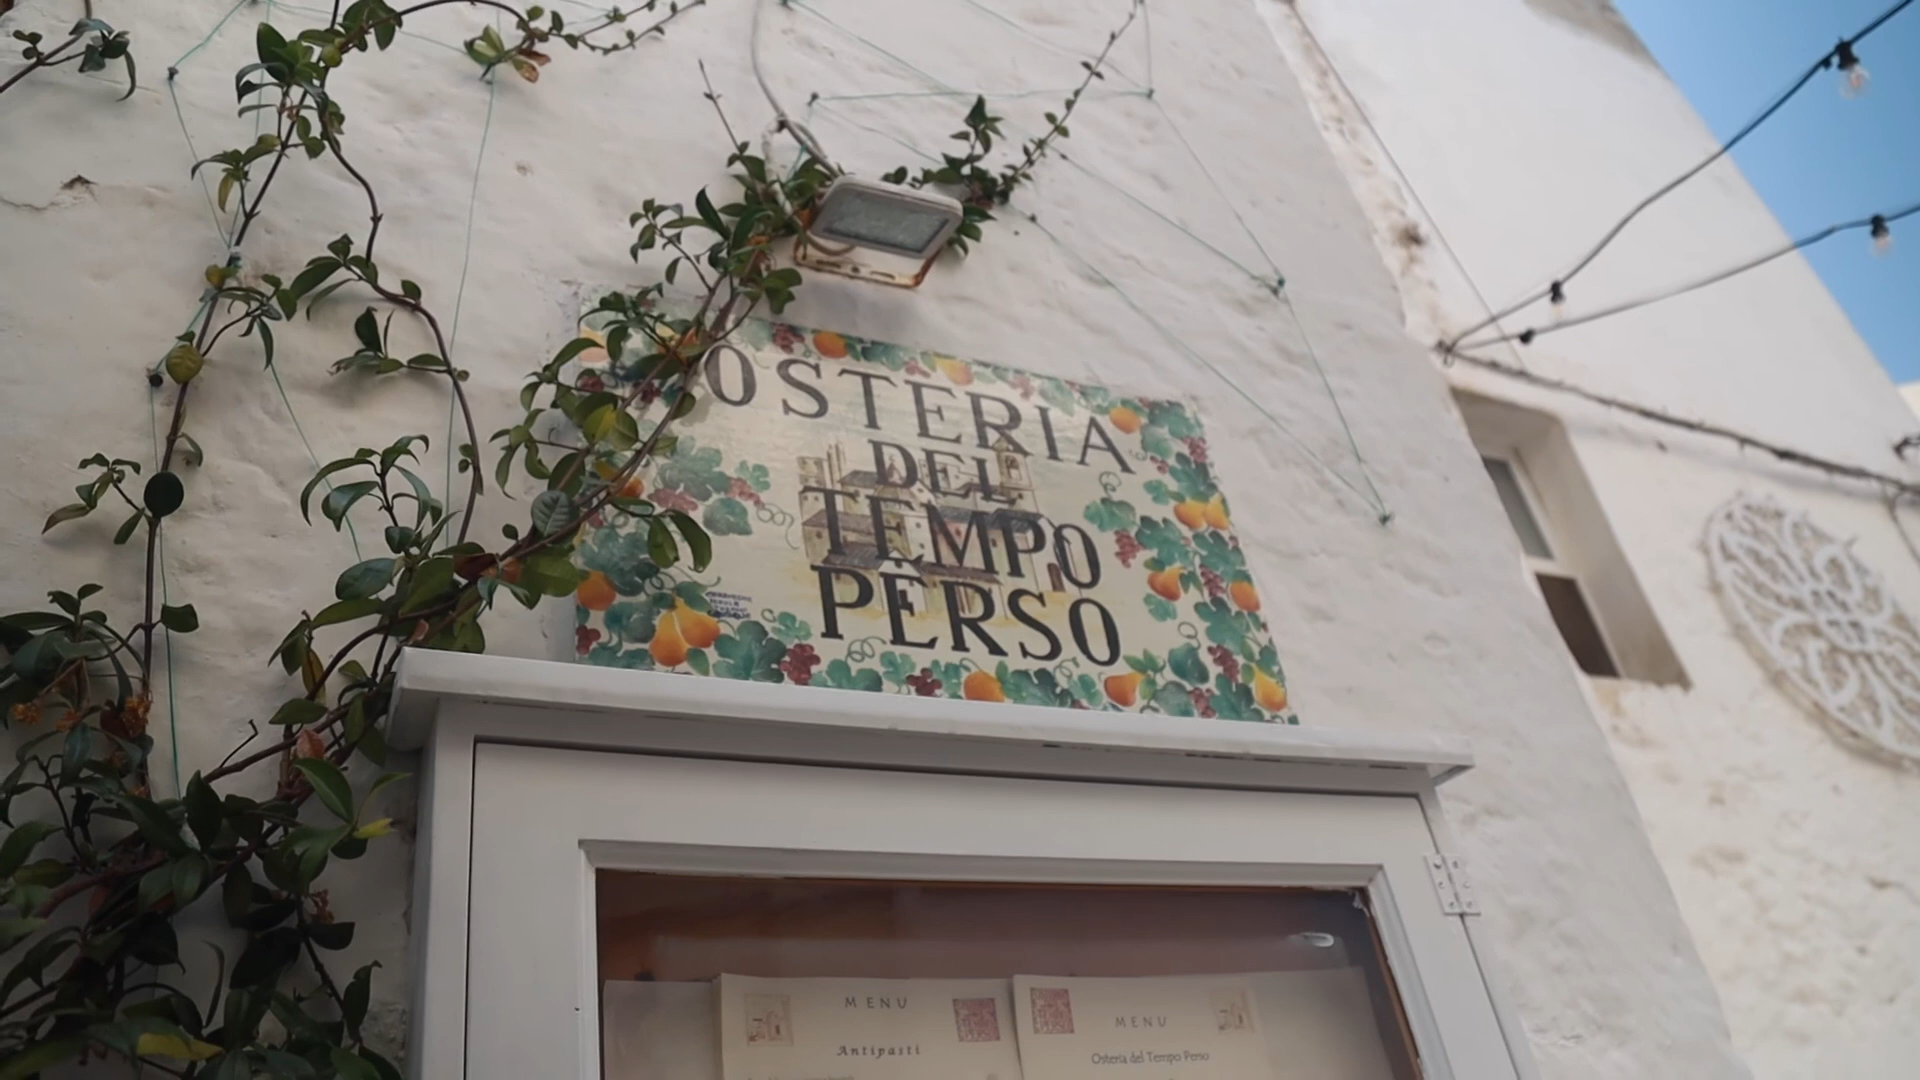 OSTERIA
DEL
TEMPO
PERSO
MENU
Antipasti
MENU
Osteria del Tempo Perso